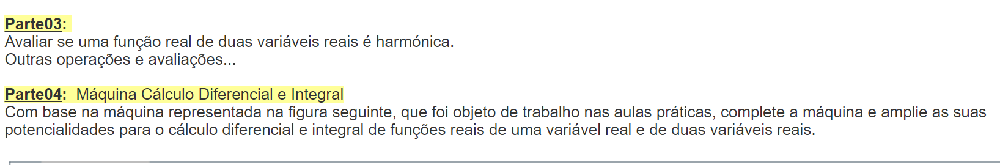 Parte03:
Avaliar se uma função real de duas variáveis reais é harmónica.
Outras operações e avaliações...
Parte04: Máquina Cálculo Diferencial e Integral
Com base na máquina representada na figura seguinte, que foi objeto de trabalho nas aulas práticas, complete a máquina e amplie as suas
potencialidades para o cálculo diferencial e integral de funções reais de uma variável real e de duas variáveis reais.